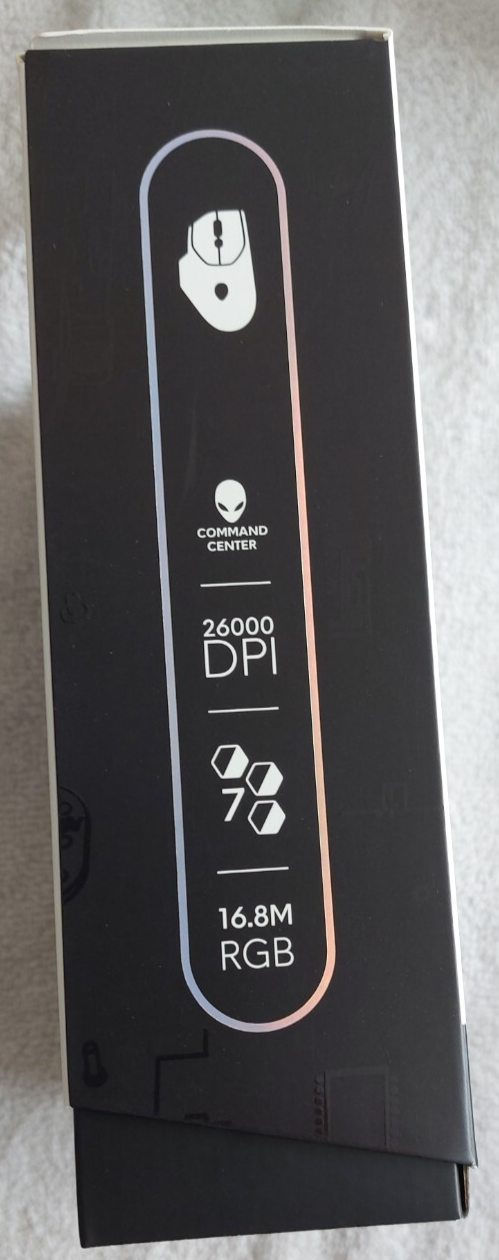 COMMAND
CENTER
26000
DPI
7
16.8M
RGB